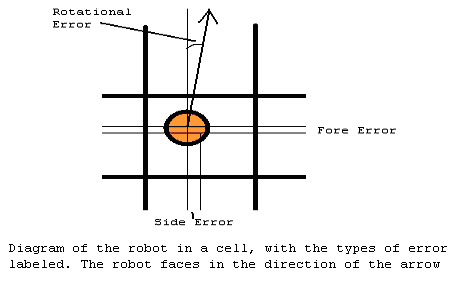 Rotational
Error
Fore Error
Side Error
Diagram of the robot in a cell, with the types of error
labeled. The robot faces in the direction of the arrow